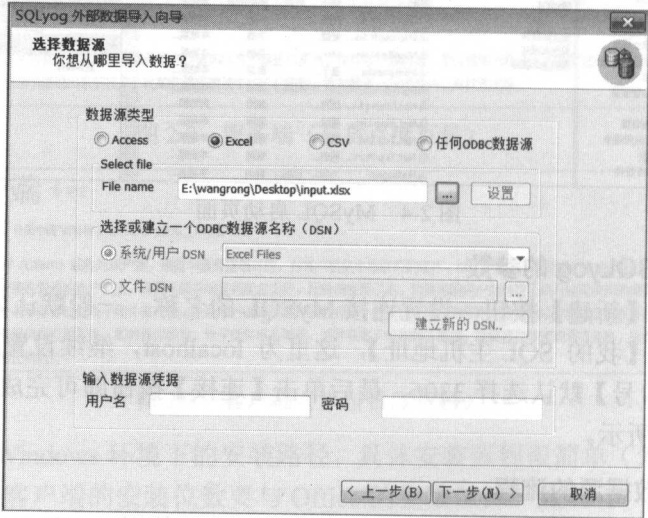 SQLyog 外部数据导入向导
选择数据源
你想从哪里导入数据？
数据源类型
Access Excel CSV 任何ODBC数据源
Select file
File name E:\wangrong\Desktop\input.xlsx ... 设置
选择或建立一个ODBC数据源名称（DSN）
系统/用户 DSN Excel Files
文件 DSN ...
建立新的 DSN..
输入数据源凭据
用户名 密码
< 上一步(B) 下一步(N) > 取消